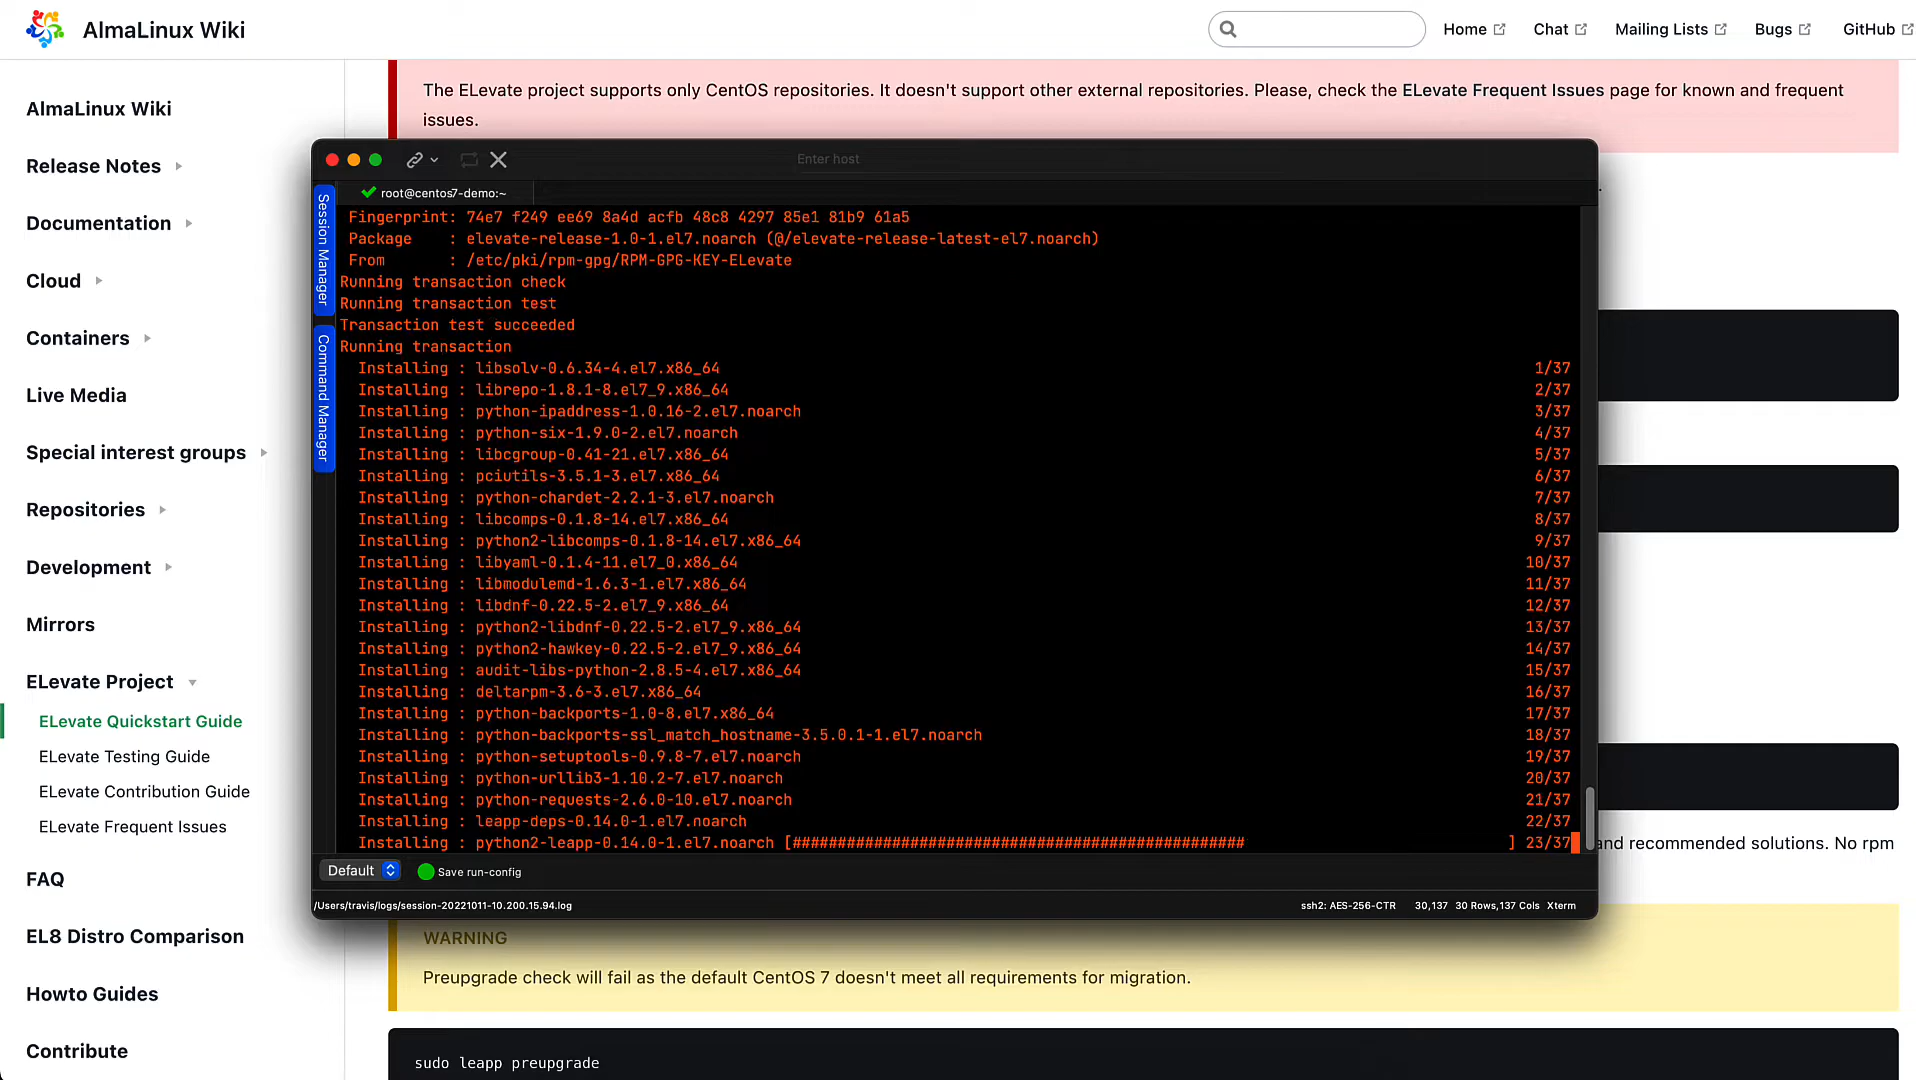 AlmaLinux Wiki
Home
Chat
Mailing Lists
Bugs
GitHub
AlmaLinux Wiki
Release Notes
Documentation
Cloud
Containers
Live Media
Special interest groups
Repositories
Development
Mirrors
ELevate Project
ELevate Quickstart Guide
ELevate Testing Guide
ELevate Contribution Guide
ELevate Frequent Issues
FAQ
EL8 Distro Comparison
Howto Guides
Contribute
The ELevate project supports only CentOS repositories. It doesn't support other external repositories. Please, check the ELevate Frequent Issues page for known and frequent
issues.
Enter host
root@centos7-demo:~
Session Manager
Command Manager
Fingerprint: 74e7 f249 ee69 8a4d acfb 48c8 4297 85e1 81b9 61a5
Package    : elevate-release-1.0-1.el7.noarch (@/elevate-release-latest-el7.noarch)
From       : /etc/pki/rpm-gpg/RPM-GPG-KEY-ELevate
Running transaction check
Running transaction test
Transaction test succeeded
Running transaction
Installing : libsolv-0.6.34-4.el7.x86_64 1/37
Installing : librepo-1.8.1-8.el7_9.x86_64 2/37
Installing : python-ipaddress-1.0.16-2.el7.noarch 3/37
Installing : python-six-1.9.0-2.el7.noarch 4/37
Installing : libcgroup-0.41-21.el7.x86_64 5/37
Installing : pciutils-3.5.1-3.el7.x86_64 6/37
Installing : python-chardet-2.2.1-3.el7.noarch 7/37
Installing : libcomps-0.1.8-14.el7.x86_64 8/37
Installing : python2-libcomps-0.1.8-14.el7.x86_64 9/37
Installing : libyaml-0.1.4-11.el7_0.x86_64 10/37
Installing : libmodulemd-1.6.3-1.el7.x86_64 11/37
Installing : libdnf-0.22.5-2.el7_9.x86_64 12/37
Installing : python2-libdnf-0.22.5-2.el7_9.x86_64 13/37
Installing : python2-hawkey-0.22.5-2.el7_9.x86_64 14/37
Installing : audit-libs-python-2.8.5-4.el7.x86_64 15/37
Installing : deltarpm-3.6-3.el7.x86_64 16/37
Installing : python-backports-1.0-8.el7.x86_64 17/37
Installing : python-backports-ssl_match_hostname-3.5.0.1-1.el7.noarch 18/37
Installing : python-setuptools-0.9.8-7.el7.noarch 19/37
Installing : python-urllib3-1.10.2-7.el7.noarch 20/37
Installing : python-requests-2.6.0-10.el7.noarch 21/37
Installing : leapp-deps-0.14.0-1.el7.noarch 22/37
Installing : python2-leapp-0.14.0-1.el7.noarch [################################################## ] 23/37
and recommended solutions. No rpm
Default
Save run-config
/Users/travis/logs/session-20221011-10.200.15.94.log
ssh2: AES-256-CTR 30,137 30 Rows,137 Cols Xterm
WARNING
Preupgrade check will fail as the default CentOS 7 doesn't meet all requirements for migration.
sudo leapp preupgrade